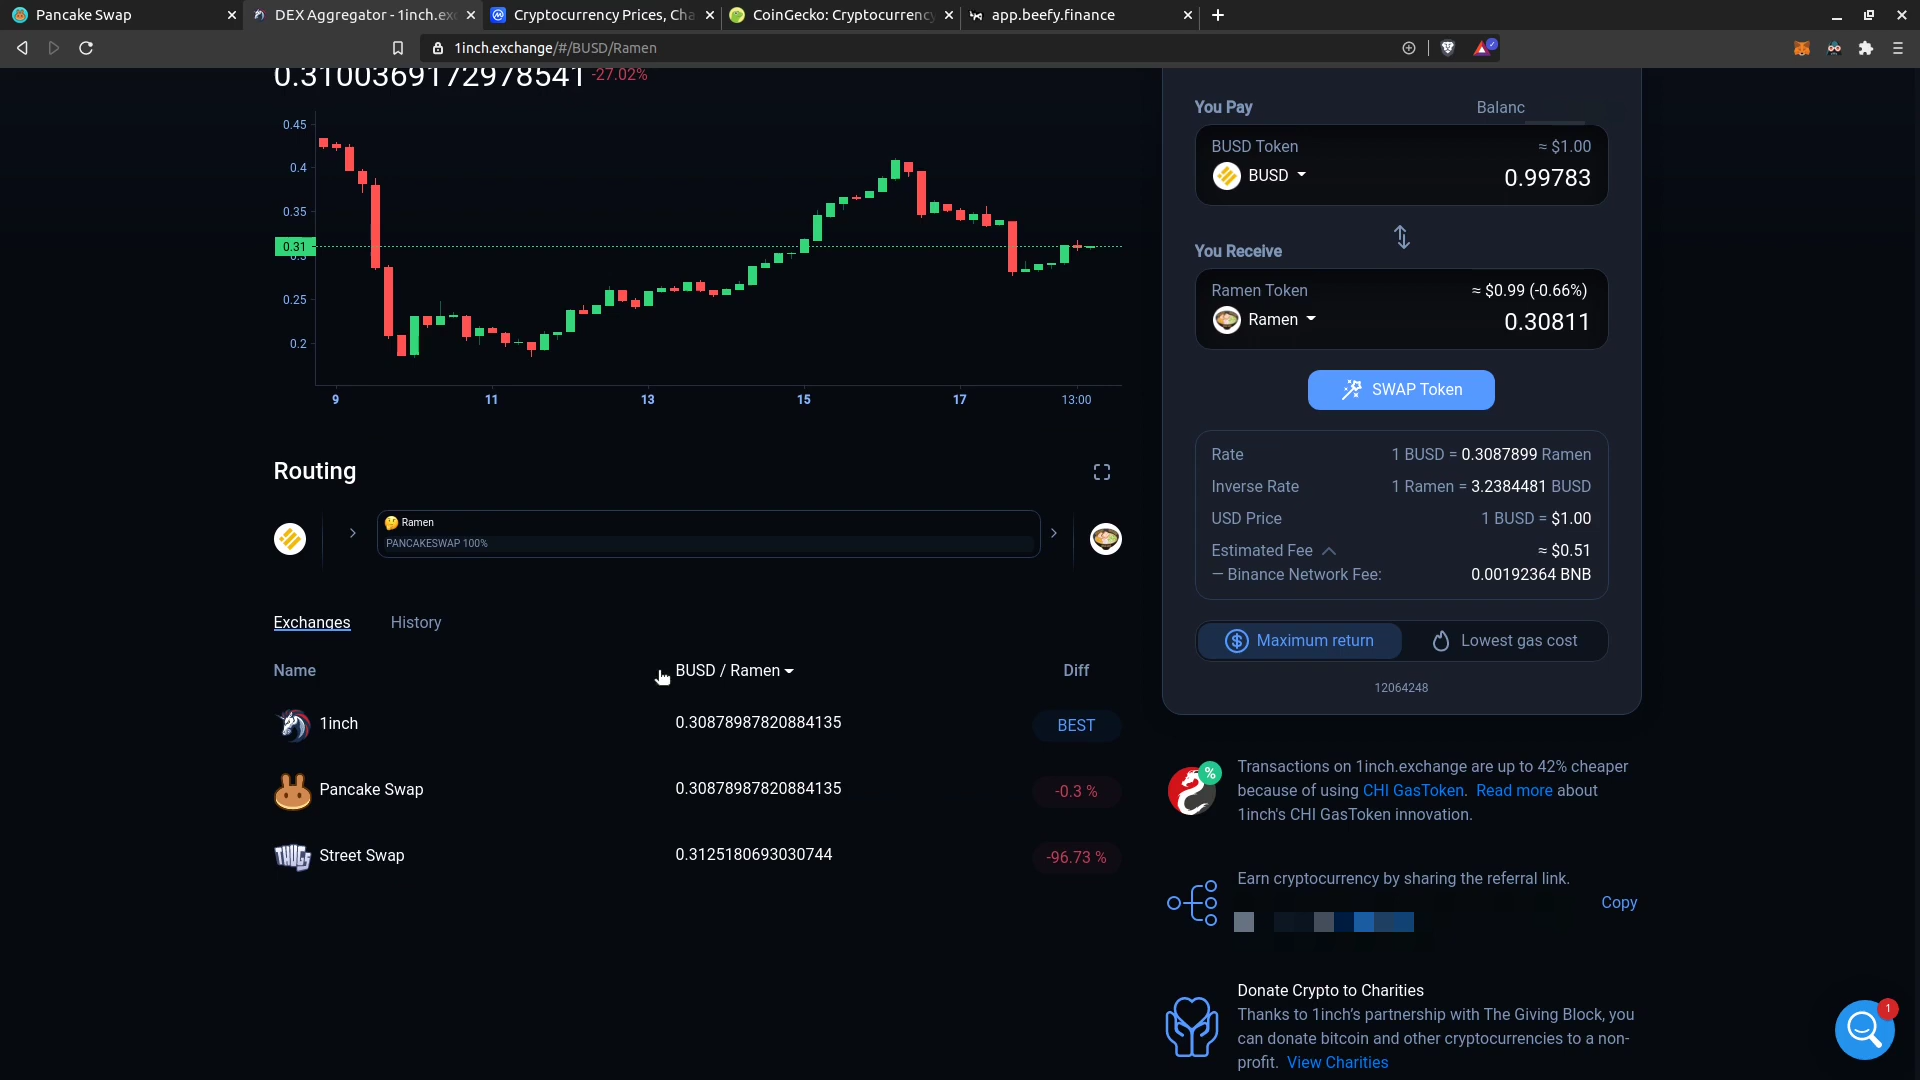 Pancake Swap
DEX Aggregator - 1inch.exc
Cryptocurrency Prices, Cha
CoinGecko: Cryptocurrency
app.beefy.finance
1inch.exchange/#/BUSD/Ramen
0.3100369172978541 -27.02%
0.45
0.4
0.35
0.31
0.3
0.25
0.2
9 11 13 15 17 13:00
Routing
Ramen
PANCAKESWAP 100%
Exchanges History
Name BUSD / Ramen Diff
1inch 0.30878987820884135 BEST
Pancake Swap 0.30878987820884135 -0.3 %
THUGS Street Swap 0.3125180693030744 -96.73 %
You Pay Balanc
BUSD Token ≈ $1.00
BUSD 0.99783
You Receive
Ramen Token ≈ $0.99 (-0.66%)
Ramen 0.30811
SWAP Token
Rate 1 BUSD = 0.3087899 Ramen
Inverse Rate 1 Ramen = 3.2384481 BUSD
USD Price 1 BUSD = $1.00
Estimated Fee ≈ $0.51
— Binance Network Fee: 0.00192364 BNB
Maximum return Lowest gas cost
12064248
%
Transactions on 1inch.exchange are up to 42% cheaper
because of using CHI GasToken. Read more about
1inch's CHI GasToken innovation.
Earn cryptocurrency by sharing the referral link.
Copy
Donate Crypto to Charities
Thanks to 1inch’s partnership with The Giving Block, you
can donate bitcoin and other cryptocurrencies to a non-
profit. View Charities
1